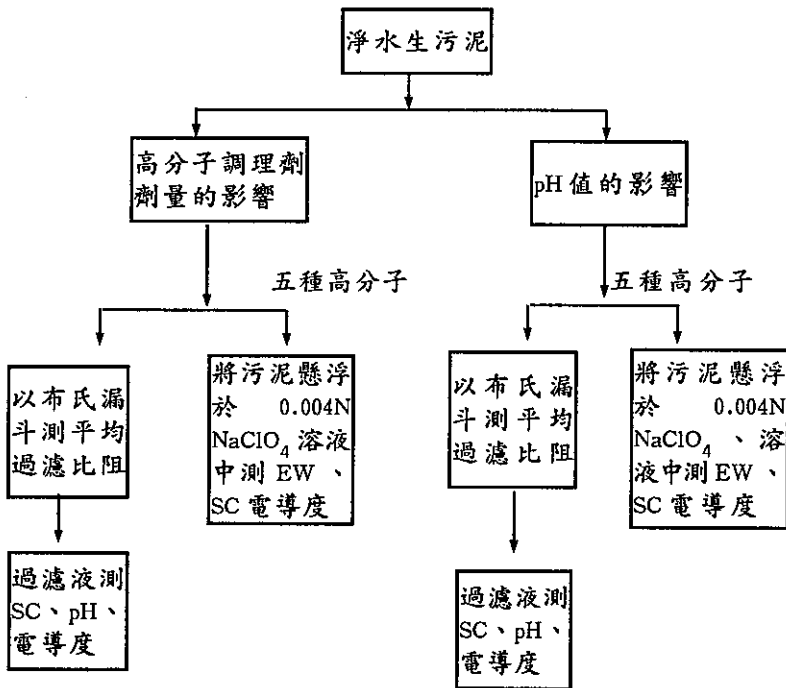 淨水生污泥
高分子調理劑
劑量的影響
pH 值的影響
五種高分子
五種高分子
以布氏漏
斗測平均
過濾比阻
將污泥懸浮
於 0.004N
NaClO₄ 溶液
中測 EW、
SC 電導度
以布氏漏
斗測平均
過濾比阻
將污泥懸浮
於 0.004N
NaClO₄ 、溶
液中測 EW、
SC 電導度
過濾液測
SC、pH、
電導度
過濾液測
SC、pH、
電導度